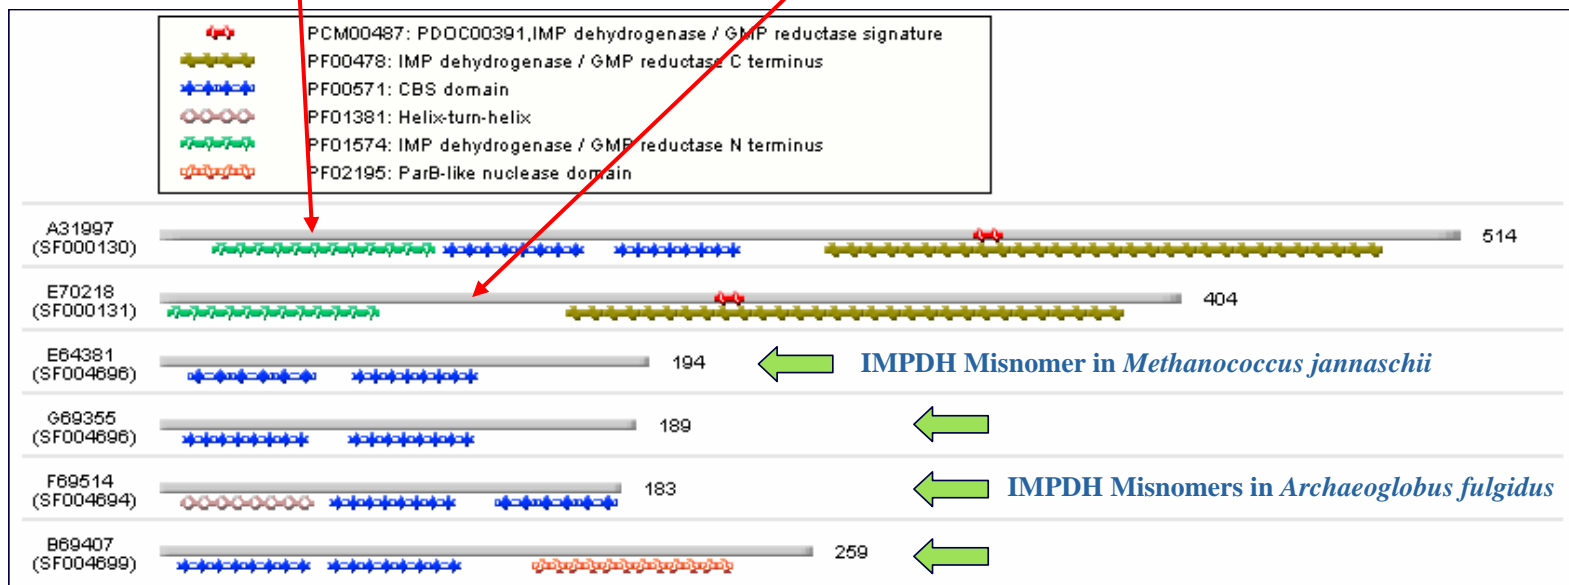 PCM00487: PDOC00391,IMP dehydrogenase / GMP reductase signature
PF00478: IMP dehydrogenase / GMP reductase C terminus
PF00571: CBS domain
PF01381: Helix-turn-helix
PF01574: IMP dehydrogenase / GMP reductase N terminus
PF02195: ParB-like nuclease domain
A31997
(SF000130)
514
E70218
(SF000131)
404
E64381
(SF004696)
194
IMPDH Misnomer in Methanococcus jannaschii
G69355
(SF004696)
189
F69514
(SF004694)
183
IMPDH Misnomers in Archaeoglobus fulgidus
B69407
(SF004699)
259